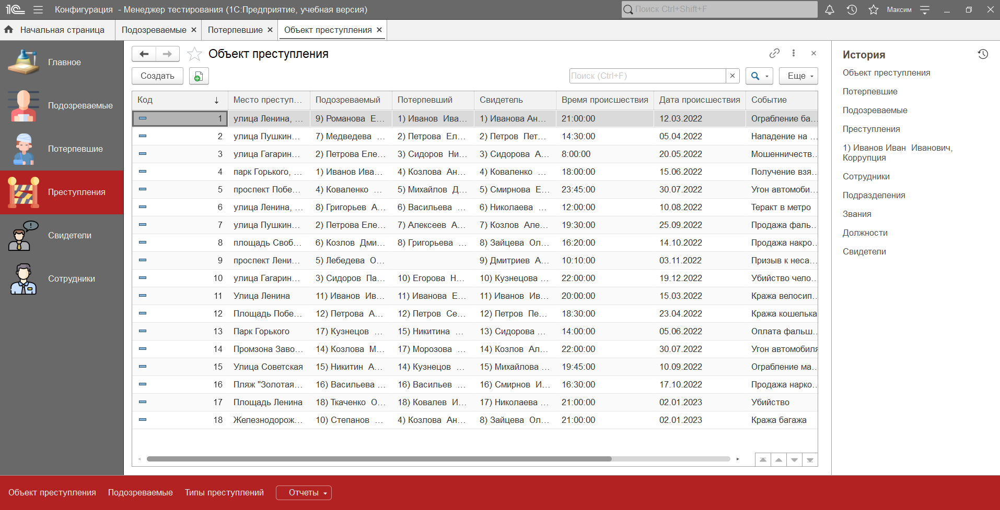 1С Конфигурация - Менеджер тестирования (1С:Предприятие, учебная версия) Поиск Ctrl+Shift+F Максим
Начальная страница Подозреваемые Потерпевшие Объект преступления
Главное
Подозреваемые
Потерпевшие
Преступления
Свидетели
Сотрудники
Объект преступления
Создать Поиск (Ctrl+F) Еще
Код Место преступ... Подозреваемый Потерпевший Свидетель Время происшествия Дата происшествия Событие
1 улица Ленина, ... 9) Романова Е... 1) Иванов Ива... 1) Иванова Ан... 21:00:00 12.03.2022 Ограбление ба...
2 улица Пушкин... 7) Медведева ... 2) Петрова Ел... 2) Петров Пет... 14:30:00 05.04.2022 Нападение на ...
3 улица Гагарин... 2) Петрова Еле... 3) Сидоров Ни... 3) Сидорова А... 8:00:00 20.05.2022 Мошенничеств...
4 парк Горького, ... 1) Иванов Ива... 4) Козлова Ан... 4) Коваленко ... 18:00:00 15.06.2022 Получение взя...
5 проспект Побе... 4) Коваленко ... 5) Михайлов Д... 5) Смирнова Е... 23:45:00 30.07.2022 Угон автомоби...
6 улица Ленина, ... 8) Григорьев А... 6) Васильева ... 6) Николаева ... 12:00:00 10.08.2022 Теракт в метро
7 улица Пушкин... 2) Петрова Еле... 7) Алексеев А... 7) Козлов Але... 19:30:00 25.09.2022 Продажа фаль...
8 площадь Своб... 6) Козлов Дми... 8) Григорьева ... 8) Зайцева Ол... 16:20:00 14.10.2022 Продажа накро...
9 проспект Лени... 5) Лебедева О... 9) Дмитриев А... 10:10:00 03.11.2022 Призыв к неса...
10 улица Гагарин... 3) Сидоров Па... 10) Егорова Н... 10) Кузнецова ... 22:00:00 19.12.2022 Убийство чело...
11 Улица Ленина 11) Иванов Ив... 11) Иванова Е... 11) Иванов Ив... 20:00:00 15.03.2022 Кража велосип...
12 Площадь Побе... 12) Петрова А... 12) Петров Се... 12) Петров Пе... 18:30:00 23.04.2022 Кража кошелька
13 Парк Горького 17) Кузнецов ... 15) Никитина ... 13) Сидорова ... 14:00:00 05.06.2022 Оплата фальш...
14 Промзона Заво... 14) Козлова М... 17) Морозова ... 14) Козлов Ал... 22:00:00 30.07.2022 Угон автомобиля
15 Улица Советская 15) Никитин А... 14) Кузнецов ... 15) Михайлова ... 19:45:00 10.09.2022 Ограбление ма...
16 Пляж "Золотая... 16) Васильева ... 16) Васильев ... 16) Смирнов И... 16:30:00 17.10.2022 Продажа нарко...
17 Площадь Ленина 18) Ткаченко О... 18) Ковалев И... 17) Николаева ... 21:00:00 02.01.2023 Убийство
18 Железнодорож... 10) Степанов ... 4) Козлова Ан... 8) Зайцева Ол... 21:00:00 02.01.2023 Кража багажа
История
Объект преступления
Потерпевшие
Подозреваемые
Преступления
1) Иванов Иван Иванович,
Коррупция
Сотрудники
Подразделения
Звания
Должности
Свидетели
Объект преступления Подозреваемые Типы преступлений Отчеты